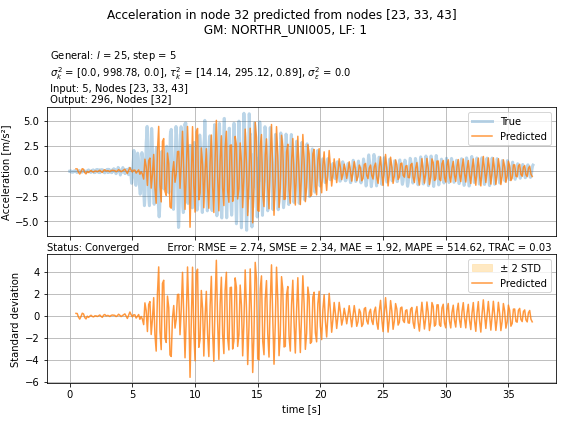 Acceleration in node 32 predicted from nodes [23, 33, 43]
GM: NORTHR_UNI005, LF: 1
General: l = 25, step = 5
σ²ₖ = [0.0, 998.78, 0.0], τ²ₖ = [14.14, 295.12, 0.89], σ²ₑ = 0.0
Input: 5, Nodes [23, 33, 43]
Output: 296, Nodes [32]
Acceleration [m/s²]
5.0
2.5
0.0
−2.5
−5.0
True
Predicted
Status: Converged
Error: RMSE = 2.74, SMSE = 2.34, MAE = 1.92, MAPE = 514.62, TRAC = 0.03
Standard deviation
4
2
0
−2
−4
−6
± 2 STD
Predicted
0 5 10 15 20 25 30 35
time [s]